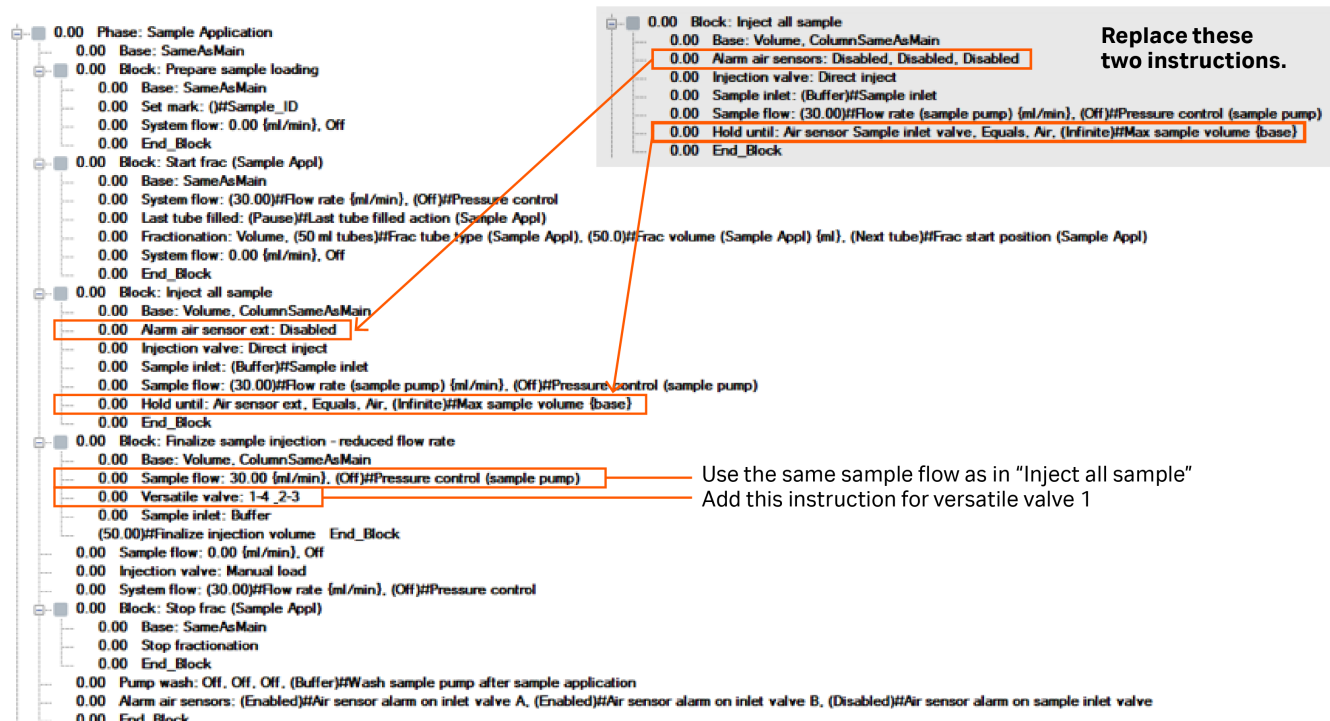 0.00 Phase: Sample Application
0.00 Base: SameAsMain
0.00 Block: Prepare sample loading
0.00 Base: SameAsMain
0.00 Set mark: ()#Sample_ID
0.00 System flow: 0.00 {ml/min}, Off
0.00 End_Block
0.00 Block: Start frac (Sample Appl)
0.00 Base: SameAsMain
0.00 System flow: (30.00)#Flow rate {ml/min}, (Off)#Pressure control
0.00 Last tube filled: (Pause)#Last tube filled action (Sample Appl)
0.00 Fractionation: Volume, (50 ml tubes)#Frac tube type (Sample Appl), (50.0)#Frac volume (Sample Appl) {ml}, (Next tube)#Frac start position (Sample Appl)
0.00 System flow: 0.00 {ml/min}, Off
0.00 End_Block
0.00 Block: Inject all sample
0.00 Base: Volume, ColumnSameAsMain
0.00 Alarm air sensor ext: Disabled
0.00 Injection valve: Direct inject
0.00 Sample inlet: (Buffer)#Sample inlet
0.00 Sample flow: (30.00)#Flow rate (sample pump) {ml/min}, (Off)#Pressure control (sample pump)
0.00 Hold until: Air sensor ext, Equals, Air, (Infinite)#Max sample volume {base}
0.00 End_Block
0.00 Block: Finalize sample injection - reduced flow rate
0.00 Base: Volume, ColumnSameAsMain
0.00 Sample flow: 30.00 {ml/min}, (Off)#Pressure control (sample pump)
0.00 Versatile valve: 1-4 _2-3
0.00 Sample inlet: Buffer
(50.00)#Finalize injection volume End_Block
0.00 Sample flow: 0.00 {ml/min}, Off
0.00 Injection valve: Manual load
0.00 System flow: (30.00)#Flow rate {ml/min}, (Off)#Pressure control
0.00 Block: Stop frac (Sample Appl)
0.00 Base: SameAsMain
0.00 Stop fractionation
0.00 End_Block
0.00 Pump wash: Off, Off, Off, (Buffer)#Wash sample pump after sample application
0.00 Alarm air sensors: (Enabled)#Air sensor alarm on inlet valve A, (Enabled)#Air sensor alarm on inlet valve B, (Disabled)#Air sensor alarm on sample inlet valve
0.00 End_Block
0.00 Block: Inject all sample
0.00 Base: Volume, ColumnSameAsMain
0.00 Alarm air sensors: Disabled, Disabled, Disabled
0.00 Injection valve: Direct inject
0.00 Sample inlet: (Buffer)#Sample inlet
0.00 Sample flow: (30.00)#Flow rate (sample pump) {ml/min}, (Off)#Pressure control (sample pump)
0.00 Hold until: Air sensor Sample inlet valve, Equals, Air, (Infinite)#Max sample volume {base}
0.00 End_Block
Replace these
two instructions.
Use the same sample flow as in “Inject all sample”
Add this instruction for versatile valve 1